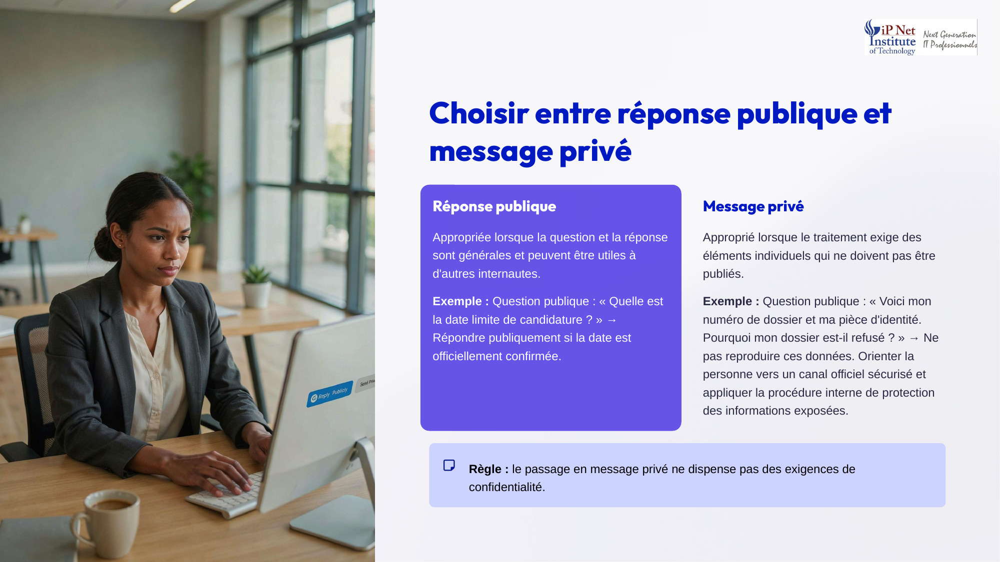 iP Net
Institute
of Technology
Next Generation
IT Professionnels
Choisir entre réponse publique et
message privé
Réponse publique
Appropriée lorsque la question et la réponse
sont générales et peuvent être utiles à
d'autres internautes.
Exemple : Question publique : « Quelle est
la date limite de candidature ? » →
Répondre publiquement si la date est
officiellement confirmée.
Message privé
Approprié lorsque le traitement exige des
éléments individuels qui ne doivent pas être
publiés.
Exemple : Question publique : « Voici mon
numéro de dossier et ma pièce d'identité.
Pourquoi mon dossier est-il refusé ? » → Ne
pas reproduire ces données. Orienter la
personne vers un canal officiel sécurisé et
appliquer la procédure interne de protection
des informations exposées.
Règle : le passage en message privé ne dispense pas des exigences de
confidentialité.
Reply Publicly
Send Priv